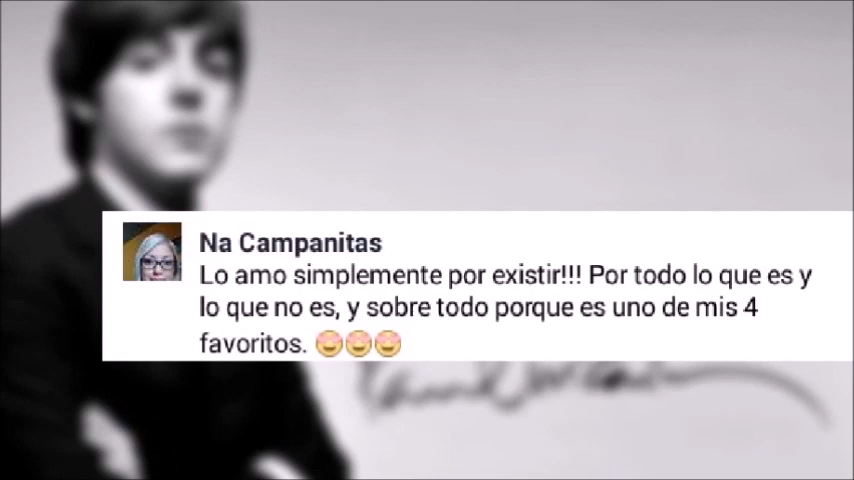 Na Campanitas
Lo amo simplemente por existir!!! Por todo lo que es y
lo que no es, y sobre todo porque es uno de mis 4
favoritos. 😍😍😍